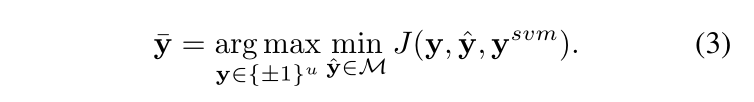 ȳ = arg max min J(y, ŷ, y^{svm}). (3)
y∈{±1}^u ŷ∈M